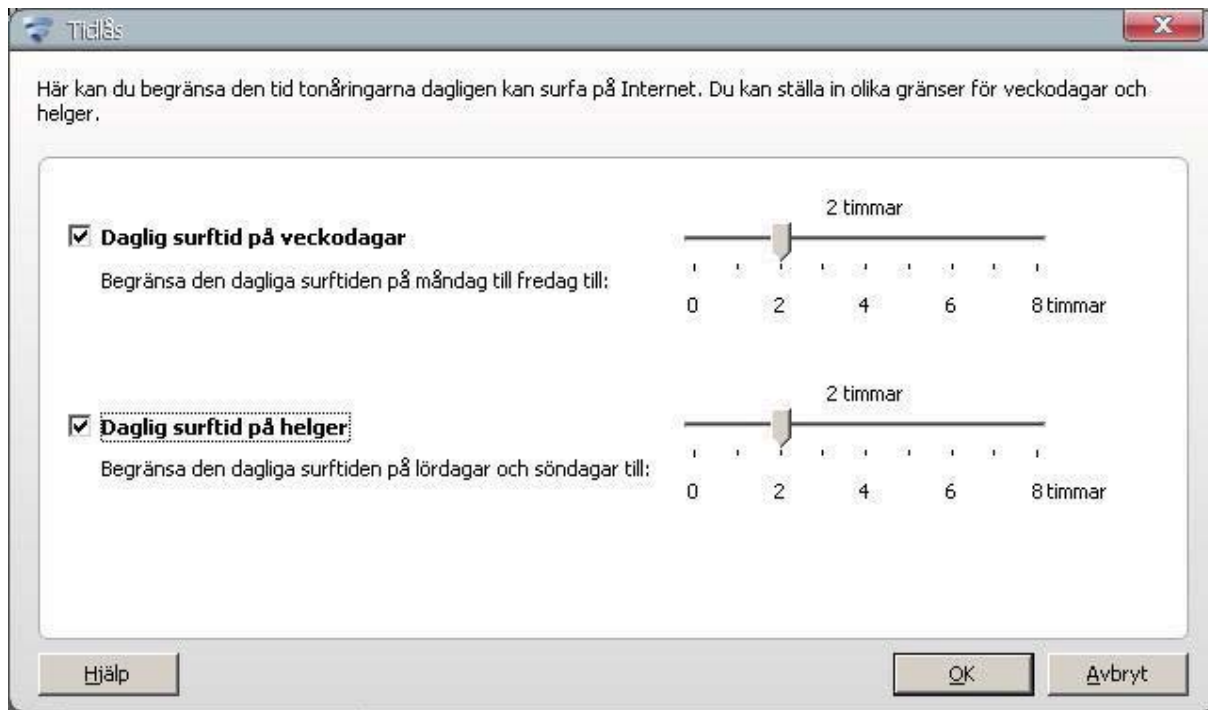 Tidlås
Här kan du begränsa den tid tonåringarna dagligen kan surfa på Internet. Du kan ställa in olika gränser för veckodagar och
helger.
2 timmar
Daglig surftid på veckodagar
Begränsa den dagliga surftiden på måndag till fredag till:
0 2 4 6 8 timmar
2 timmar
Daglig surftid på helger
Begränsa den dagliga surftiden på lördagar och söndagar till:
0 2 4 6 8 timmar
Hjälp OK Avbryt